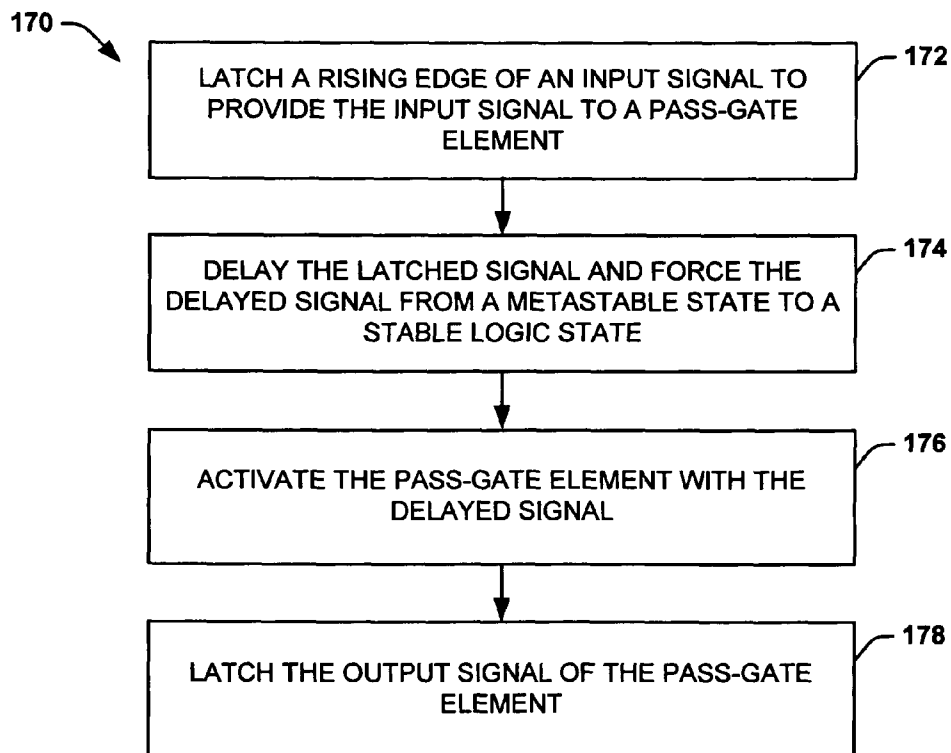 170
LATCH A RISING EDGE OF AN INPUT SIGNAL TO
PROVIDE THE INPUT SIGNAL TO A PASS-GATE
ELEMENT
172
DELAY THE LATCHED SIGNAL AND FORCE THE
DELAYED SIGNAL FROM A METASTABLE STATE TO A
STABLE LOGIC STATE
174
ACTIVATE THE PASS-GATE ELEMENT WITH THE
DELAYED SIGNAL
176
LATCH THE OUTPUT SIGNAL OF THE PASS-GATE
ELEMENT
178